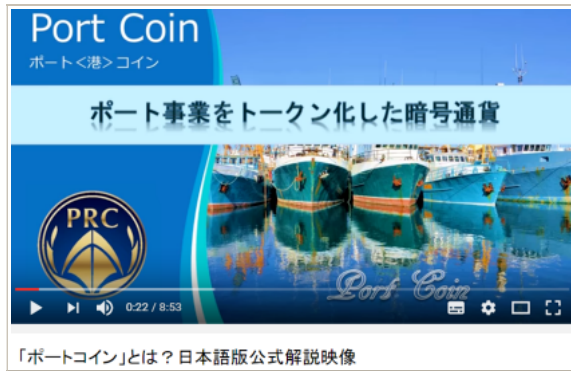 Port Coin
ポート<港>コイン
ポート事業をトークン化した暗号通貨
PRC
Port Coin
0:22 / 8:53
「ポートコイン」とは？日本語版公式解説映像